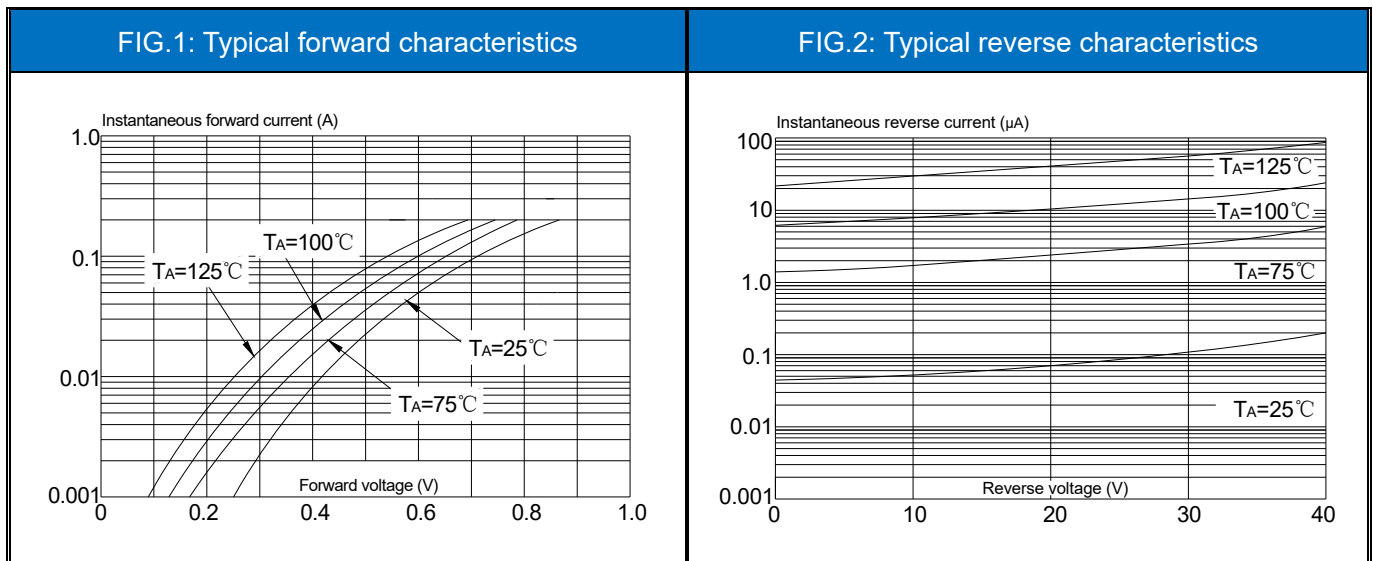 FIG.1: Typical forward characteristics
Instantaneous forward current (A)
1.0
0.1
0.01
0.001
TA=100℃
TA=125℃
TA=25℃
TA=75℃
Forward voltage (V)
0 0.2 0.4 0.6 0.8 1.0
FIG.2: Typical reverse characteristics
Instantaneous reverse current (μA)
100
10
1.0
0.1
0.01
0.001
TA=125℃
TA=100℃
TA=75℃
TA=25℃
Reverse voltage (V)
0 10 20 30 40